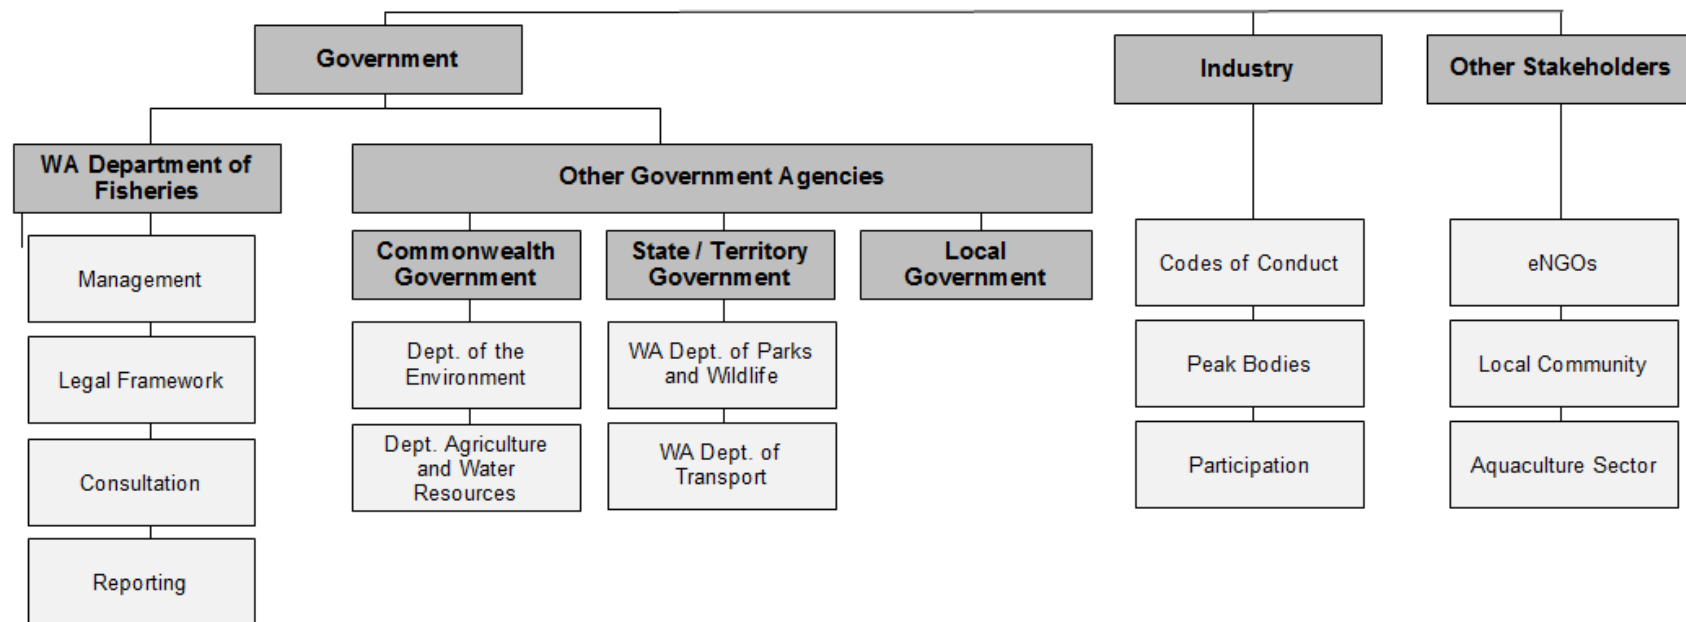 Government
Industry
Other Stakeholders
WA Department of
Fisheries
Other Government Agencies
Commonwealth
Government
State / Territory
Government
Local
Government
Management
Legal Framework
Consultation
Reporting
Dept. of the
Environment
Dept. Agriculture
and Water
Resources
WA Dept. of Parks
and Wildlife
WA Dept. of
Transport
Codes of Conduct
Peak Bodies
Participation
eNGOs
Local Community
Aquaculture Sector